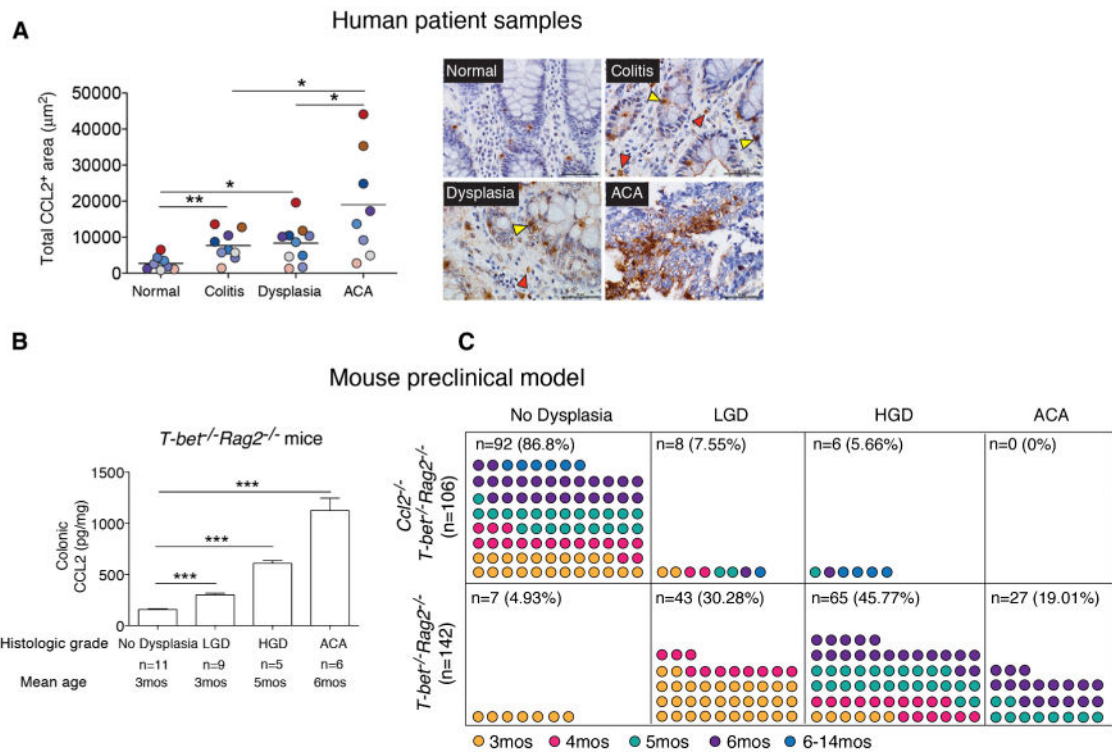 Human patient samples
A
Total CCL2+ area (μm2)
50000
40000
30000
20000
10000
0
Normal
Colitis
Dysplasia
ACA
*
*
*
**
Normal
Colitis
Dysplasia
ACA
B
C
Mouse preclinical model
T-bet-/-Rag2-/- mice
Colonic
CCL2 (pg/mg)
1500
1000
500
0
***
***
***
Histologic grade
No Dysplasia
LGD
HGD
ACA
n=11
n=9
n=5
n=6
Mean age
3mos
3mos
5mos
6mos
No Dysplasia
LGD
HGD
ACA
Ccl2-/-
T-bet-/-Rag2-/-
(n=106)
n=92 (86.8%)
n=8 (7.55%)
n=6 (5.66%)
n=0 (0%)
T-bet-/-Rag2-/-
(n=142)
n=7 (4.93%)
n=43 (30.28%)
n=65 (45.77%)
n=27 (19.01%)
3mos
4mos
5mos
6mos
6-14mos